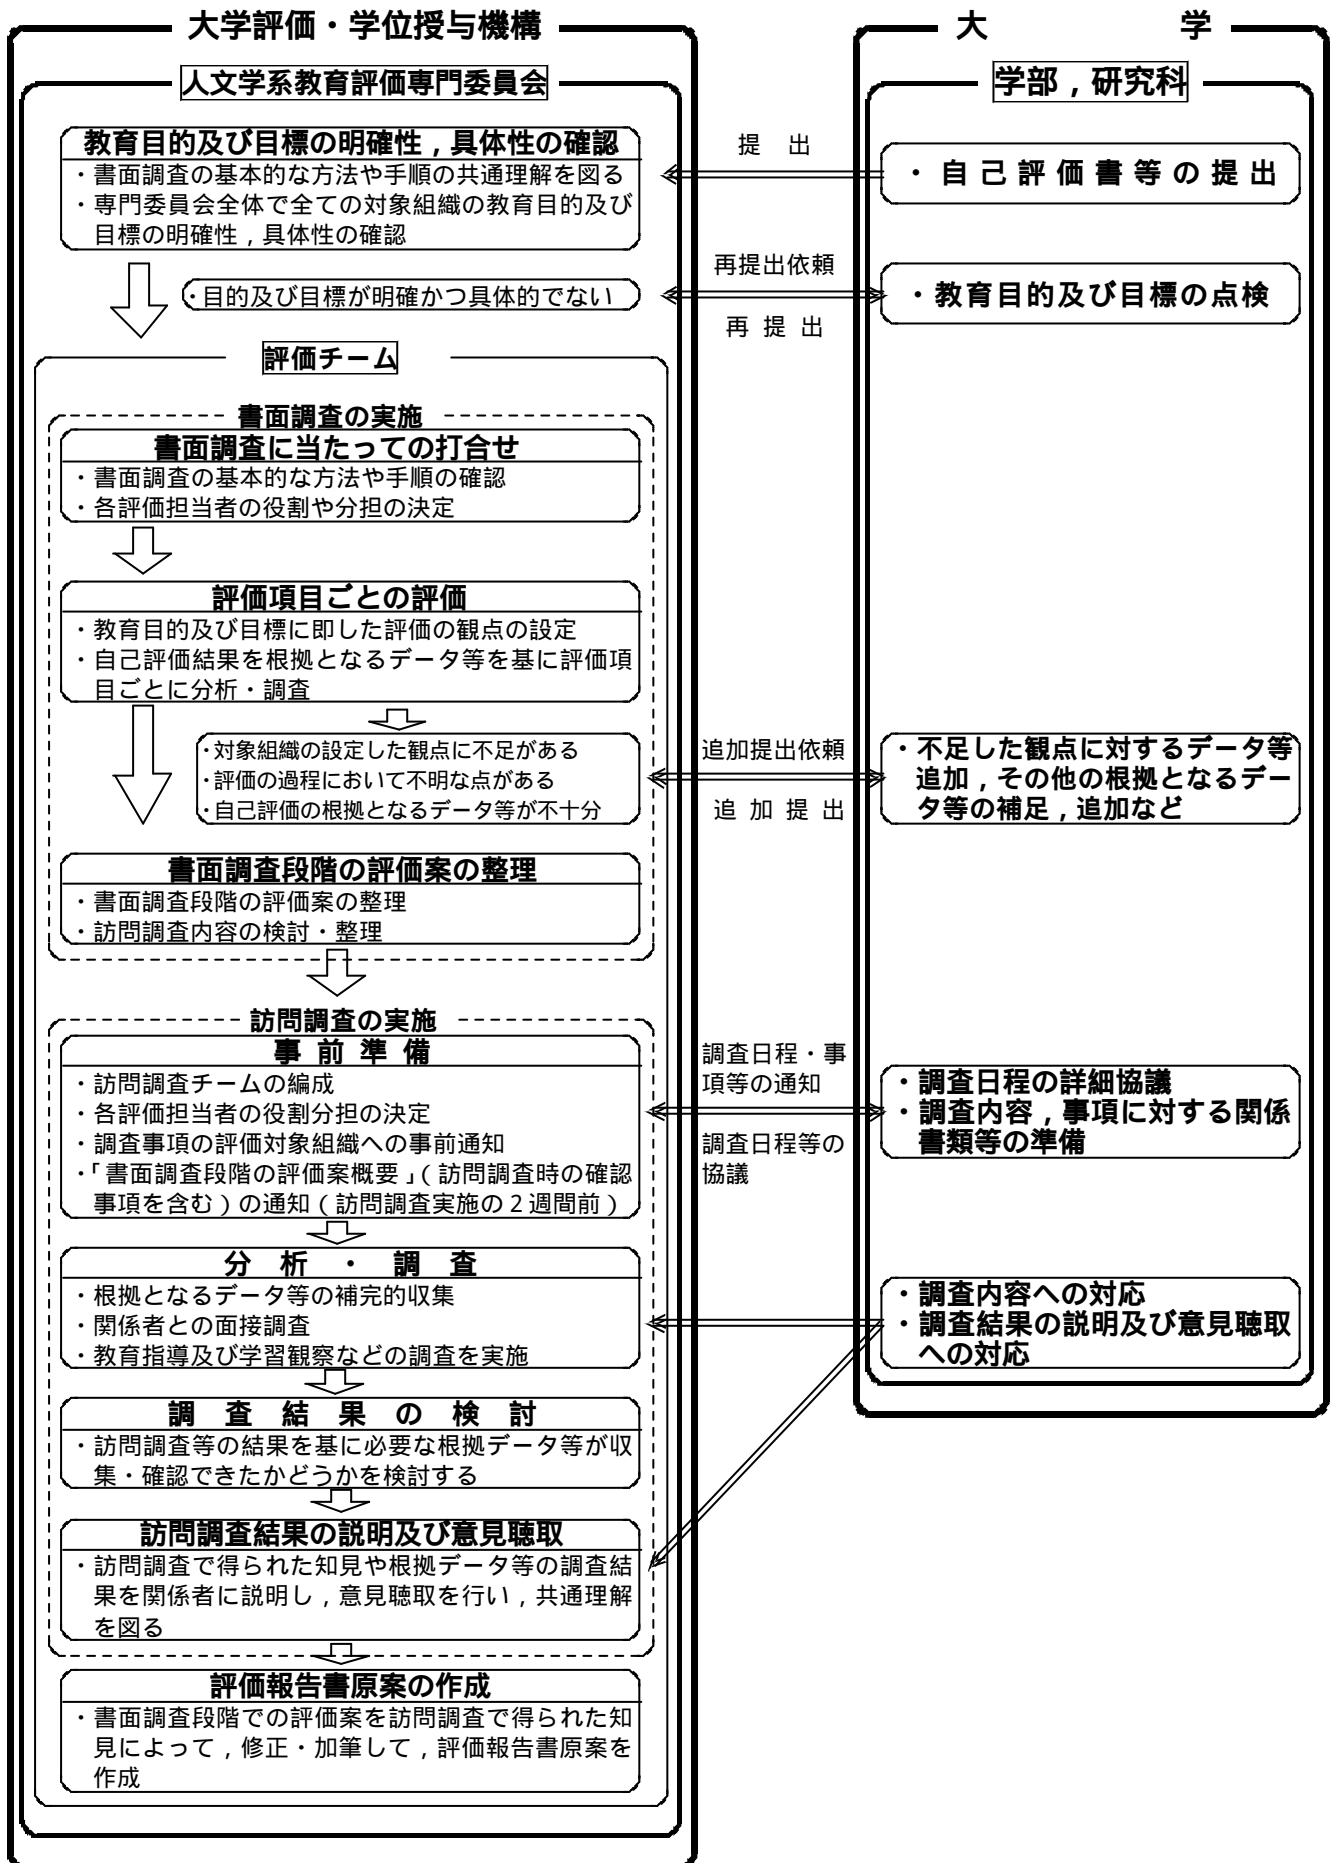 大学評価・学位授与機構
大　　　学
人文学系教育評価専門委員会
学部，研究科
教育目的及び目標の明確性，具体性の確認
・書面調査の基本的な方法や手順の共通理解を図る
・専門委員会全体で全ての対象組織の教育目的及び
目標の明確性，具体性の確認
提　出
・自己評価書等の提出
・目的及び目標が明確かつ具体的でない
再提出依頼
再 提 出
・教育目的及び目標の点検
評価チーム
書面調査の実施
書面調査に当たっての打合せ
・書面調査の基本的な方法や手順の確認
・各評価担当者の役割や分担の決定
評価項目ごとの評価
・教育目的及び目標に即した評価の観点の設定
・自己評価結果を根拠となるデータ等を基に評価項
目ごとに分析・調査
・対象組織の設定した観点に不足がある
・評価の過程において不明な点がある
・自己評価の根拠となるデータ等が不十分
追加提出依頼
追 加 提 出
・不足した観点に対するデータ等
追加，その他の根拠となるデー
タ等の補足，追加など
書面調査段階の評価案の整理
・書面調査段階の評価案の整理
・訪問調査内容の検討・整理
訪問調査の実施
事 前 準 備
・訪問調査チームの編成
・各評価担当者の役割分担の決定
・調査事項の評価対象組織への事前通知
・「書面調査段階の評価案概要」（訪問調査時の確認
事項を含む）の通知（訪問調査実施の２週間前）
調査日程・事
項等の通知
調査日程等の
協議
・調査日程の詳細協議
・調査内容，事項に対する関係
書類等の準備
分　析　・　調　査
・根拠となるデータ等の補完的収集
・関係者との面接調査
・教育指導及び学習観察などの調査を実施
・調査内容への対応
・調査結果の説明及び意見聴取
への対応
調　査　結　果　の　検　討
・訪問調査等の結果を基に必要な根拠データ等が収
集・確認できたかどうかを検討する
訪問調査結果の説明及び意見聴取
・訪問調査で得られた知見や根拠データ等の調査結
果を関係者に説明し，意見聴取を行い，共通理解
を図る
評価報告書原案の作成
・書面調査段階での評価案を訪問調査で得られた知
見によって，修正・加筆して，評価報告書原案を
作成